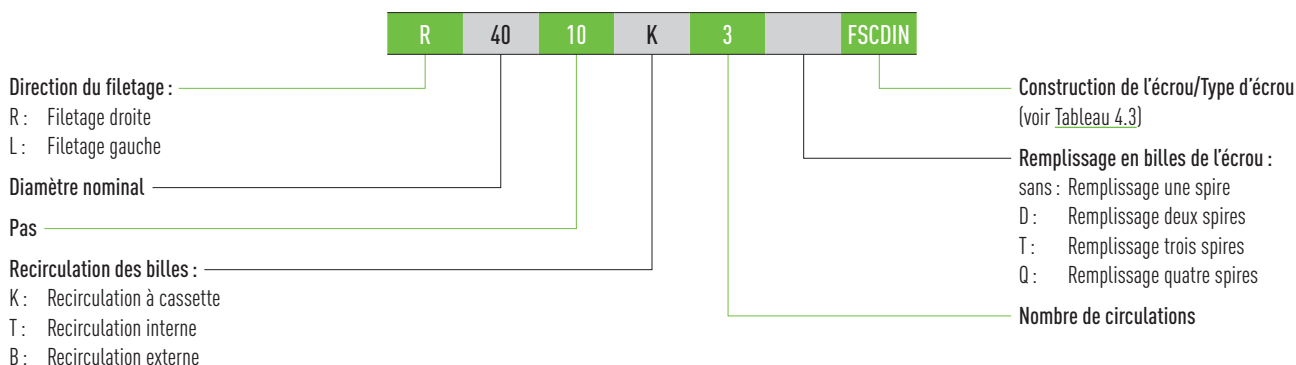 R 40 10 K 3 FSCDIN
Direction du filetage :
R : Filetage droite
L : Filetage gauche
Diamètre nominal
Pas
Recirculation des billes :
K : Recirculation à cassette
T : Recirculation interne
B : Recirculation externe
Construction de l'écrou/Type d'écrou
(voir Tableau 4.3)
Remplissage en billes de l'écrou :
sans : Remplissage une spire
D : Remplissage deux spires
T : Remplissage trois spires
Q : Remplissage quatre spires
Nombre de circulations